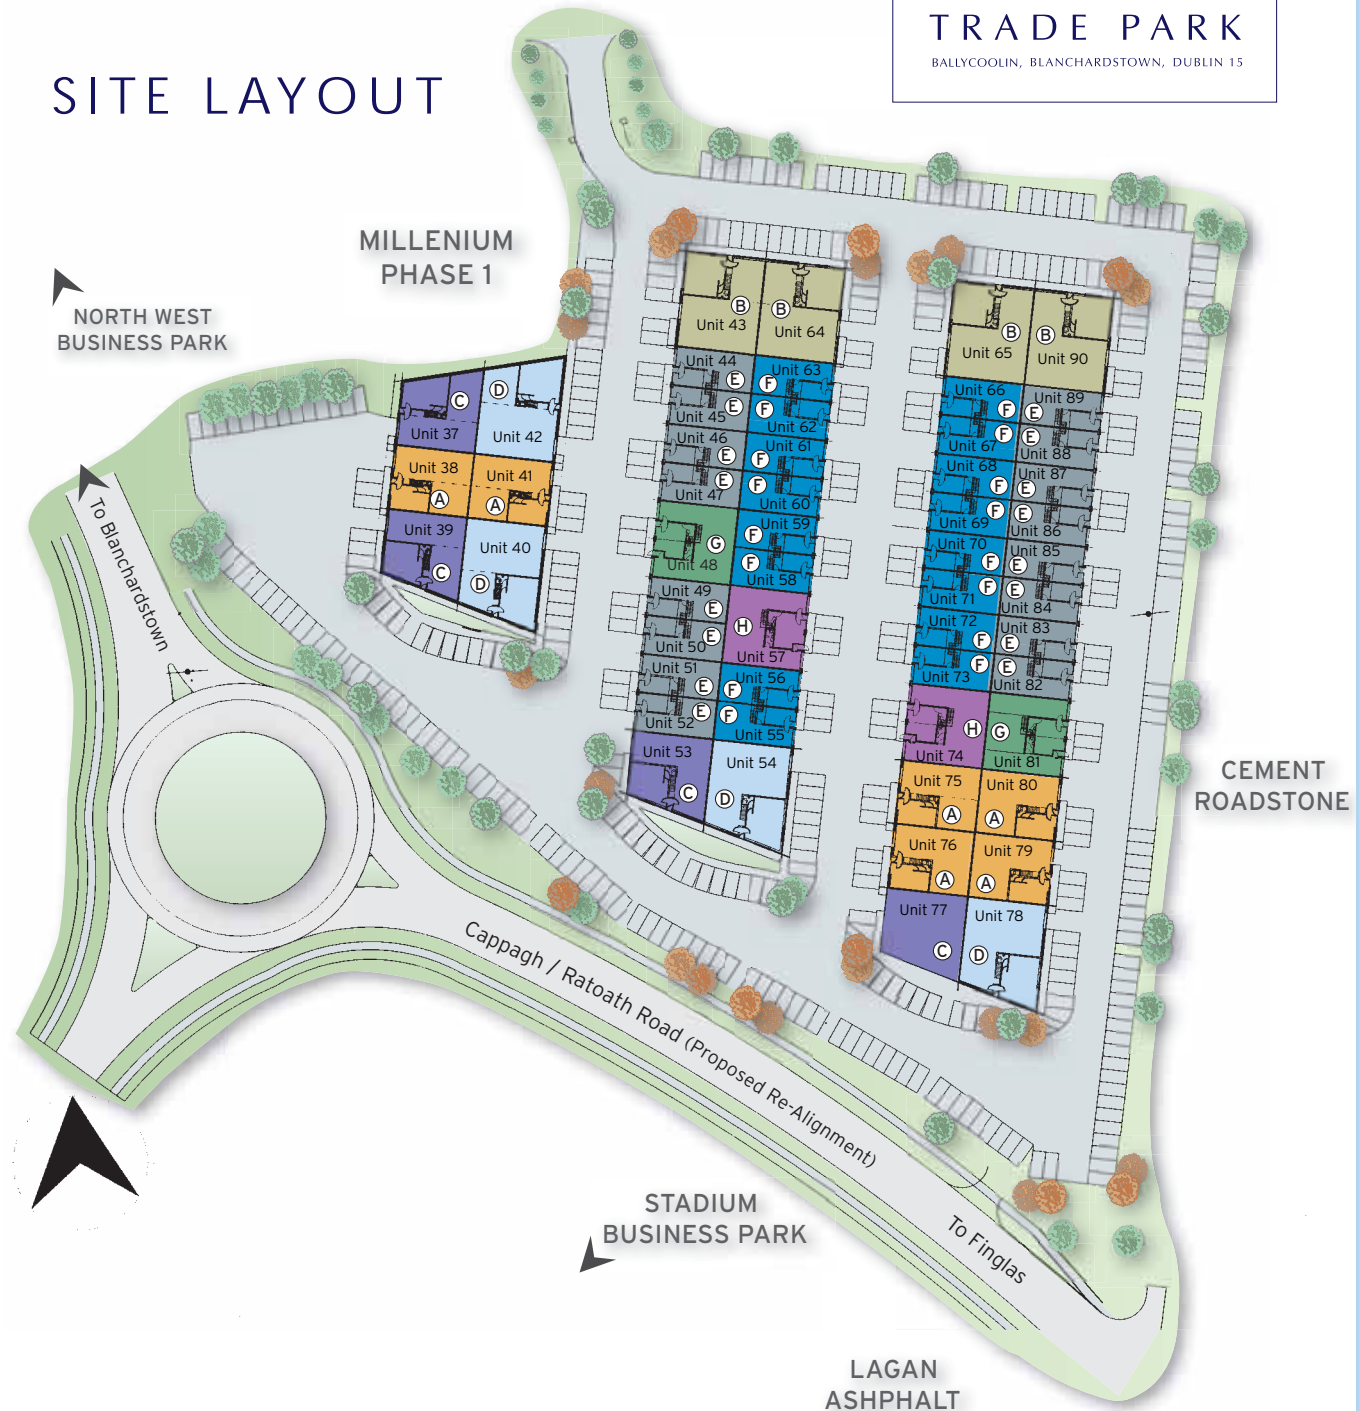 TRADE PARK
BALLYCOOLIN, BLANCHARDSTOWN, DUBLIN 15
SITE LAYOUT
MILLENIUM
PHASE 1
NORTH WEST
BUSINESS PARK
To Blanchardstown
C
Unit 37
D
Unit 42
Unit 38
A
Unit 41
A
Unit 39
C
Unit 40
D
B
Unit 43
B
Unit 64
Unit 44
E
F
Unit 63
E
Unit 45
F
Unit 62
Unit 46
E
F
Unit 61
E
Unit 47
F
Unit 60
G
Unit 48
F
Unit 59
F
Unit 58
Unit 49
E
E
Unit 50
H
Unit 57
Unit 51
E
F
Unit 56
E
Unit 52
F
Unit 55
Unit 53
C
Unit 54
D
B
Unit 65
B
Unit 90
Unit 66
F
E
Unit 89
F
Unit 67
E
Unit 88
Unit 68
F
E
Unit 87
F
Unit 69
E
Unit 86
Unit 70
F
E
Unit 85
F
Unit 71
E
Unit 84
Unit 72
F
E
Unit 83
F
Unit 73
E
Unit 82
H
Unit 74
G
Unit 81
Unit 75
A
Unit 80
A
Unit 76
A
Unit 79
A
Unit 77
C
Unit 78
D
CEMENT
ROADSTONE
Cappagh / Ratoath Road (Proposed Re-Alignment)
To Finglas
STADIUM
BUSINESS PARK
LAGAN
ASHPHALT